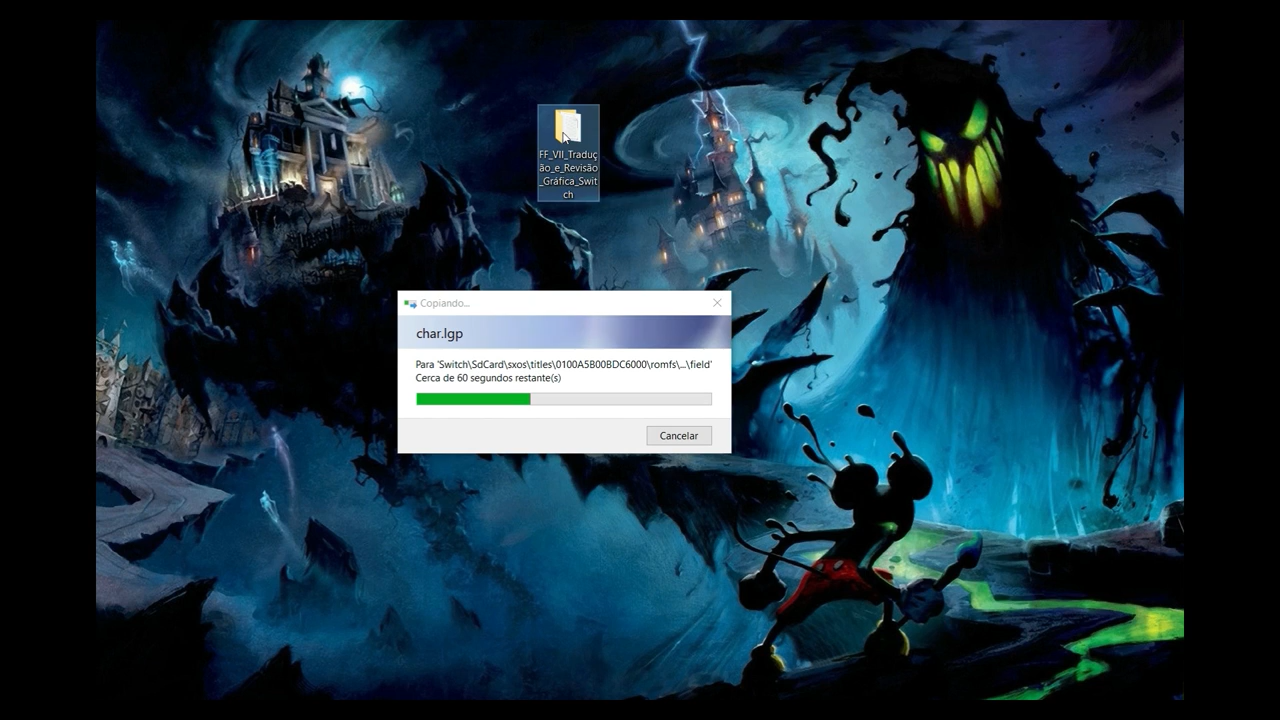 FF_VII_Traduç
ão_e_Revisão
_Gráfica_Swit
ch
Copiando...
char.lgp
Para 'Switch\SdCard\sxos\titles\0100A5B00BDC6000\romfs\...\field'
Cerca de 60 segundos restante(s)
Cancelar